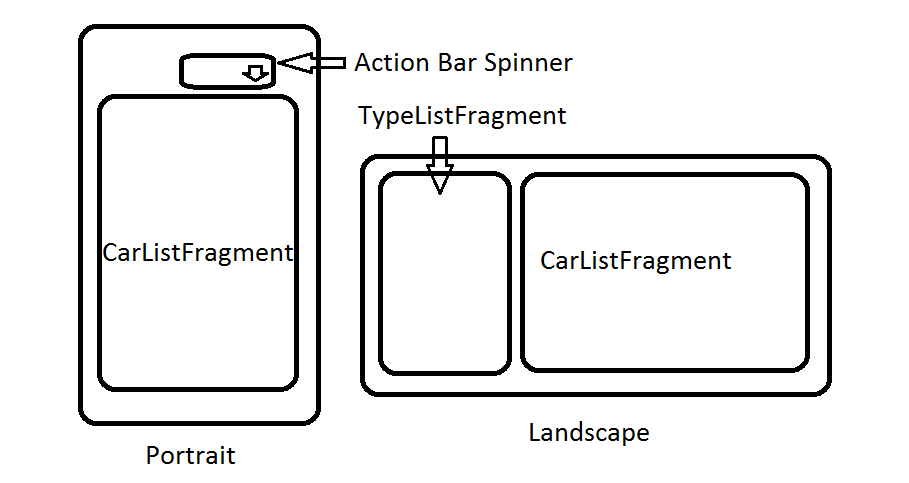 Action Bar Spinner
TypeListFragment
CarListFragment
CarListFragment
Landscape
Portrait